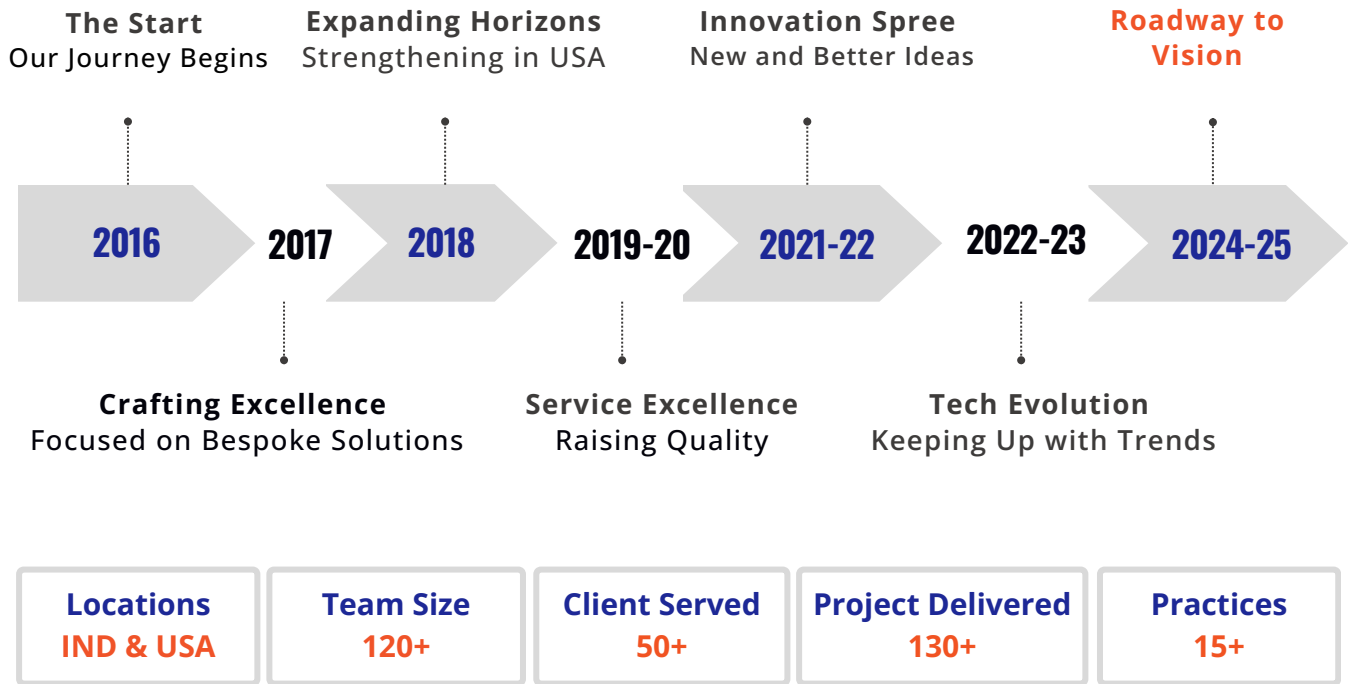 The Start
Our Journey Begins
Expanding Horizons
Strengthening in USA
Innovation Spree
New and Better Ideas
Roadway to
Vision
2016
2017
2018
2019-20
2021-22
2022-23
2024-25
Crafting Excellence
Focused on Bespoke Solutions
Service Excellence
Raising Quality
Tech Evolution
Keeping Up with Trends
Locations
IND & USA
Team Size
120+
Client Served
50+
Project Delivered
130+
Practices
15+